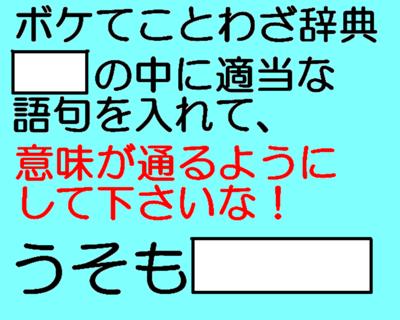 ボケてことわざ辞典
の中に適当な
語句を入れて、
意味が通るように
して下さいな！
うそも